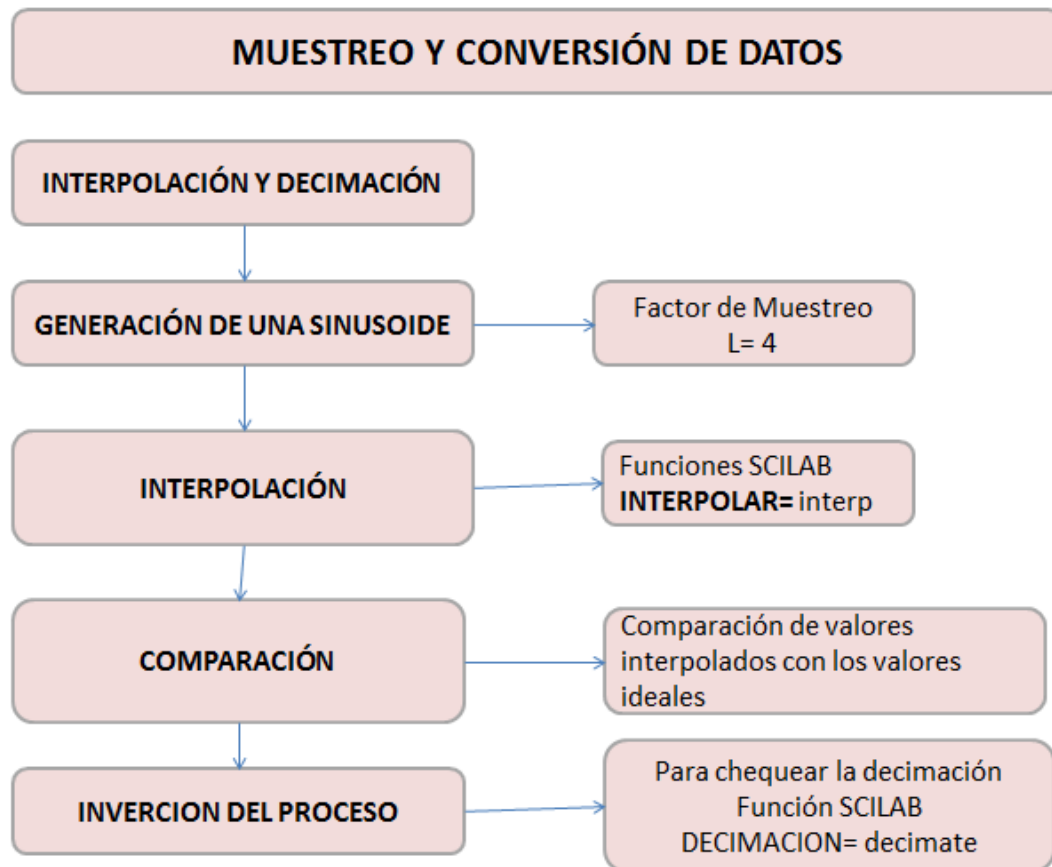 MUESTREO Y CONVERSIÓN DE DATOS
INTERPOLACIÓN Y DECIMACIÓN
GENERACIÓN DE UNA SINUSOIDE
Factor de Muestreo
L= 4
INTERPOLACIÓN
Funciones SCILAB
INTERPOLAR= interp
COMPARACIÓN
Comparación de valores
interpolados con los valores
ideales
INVERCION DEL PROCESO
Para chequear la decimación
Función SCILAB
DECIMACION= decimate